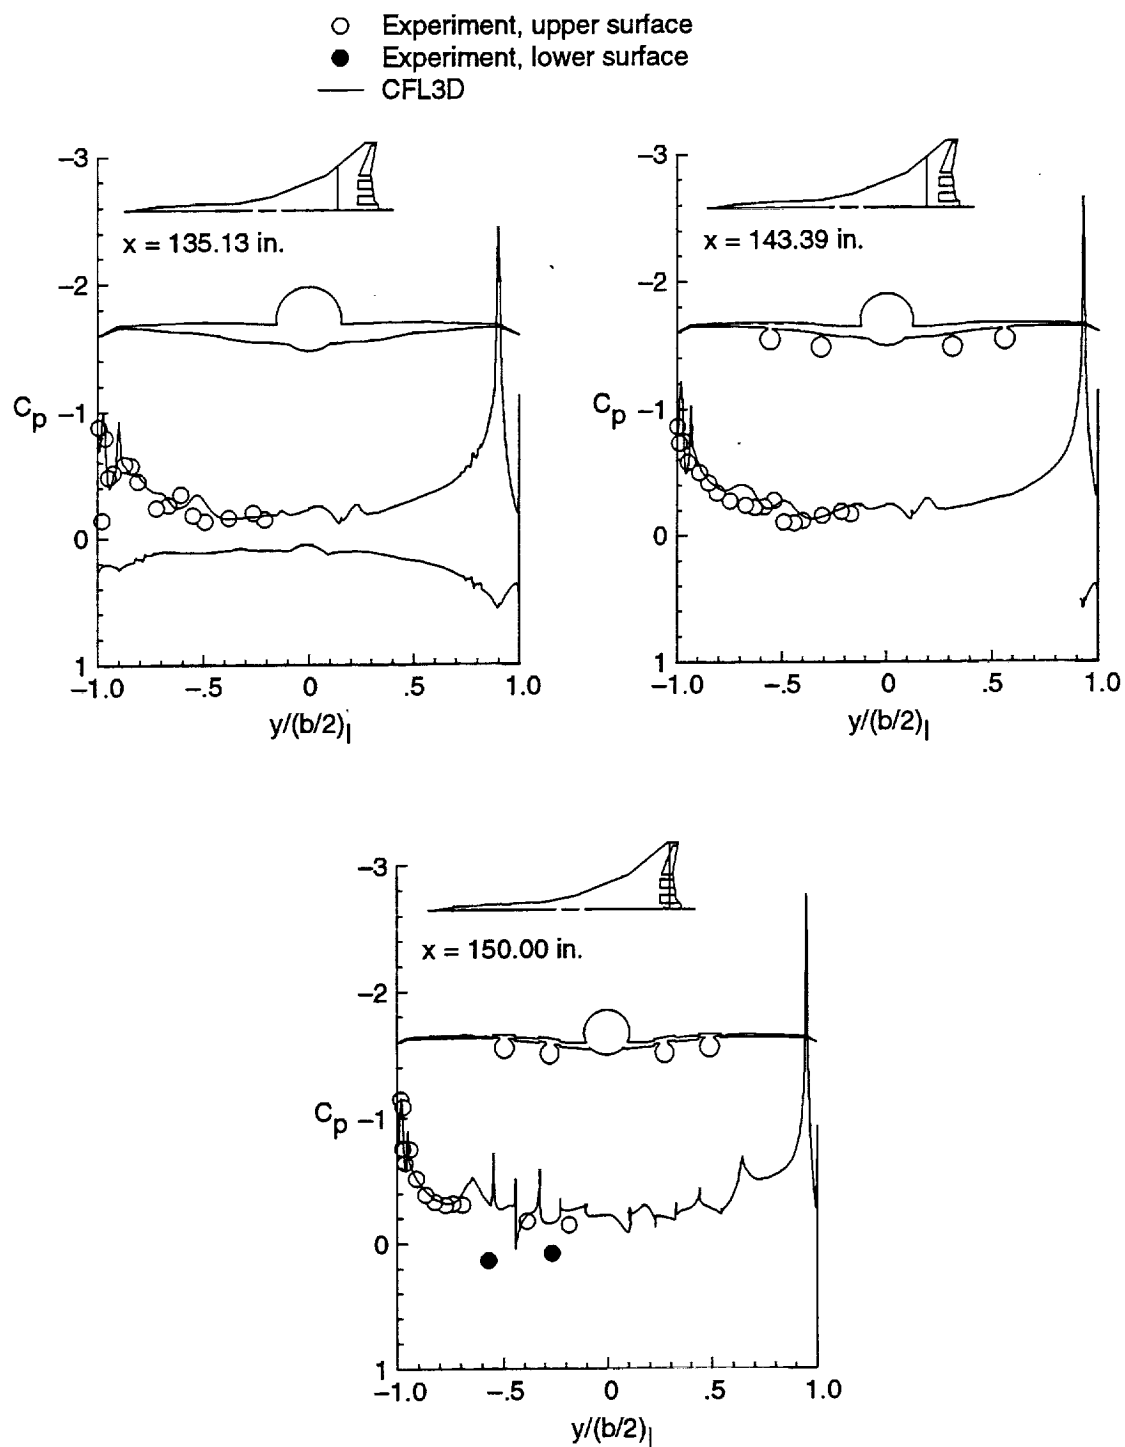 Experiment, upper surface
Experiment, lower surface
CFL3D
−3
−2
Cp −1
0
1
x = 135.13 in.
−1.0 −.5 0 .5 1.0
y/(b/2)l
−3
−2
Cp −1
0
1
x = 143.39 in.
−1.0 −.5 0 .5 1.0
y/(b/2)l
−3
−2
Cp −1
0
1
x = 150.00 in.
−1.0 −.5 0 .5 1.0
y/(b/2)l